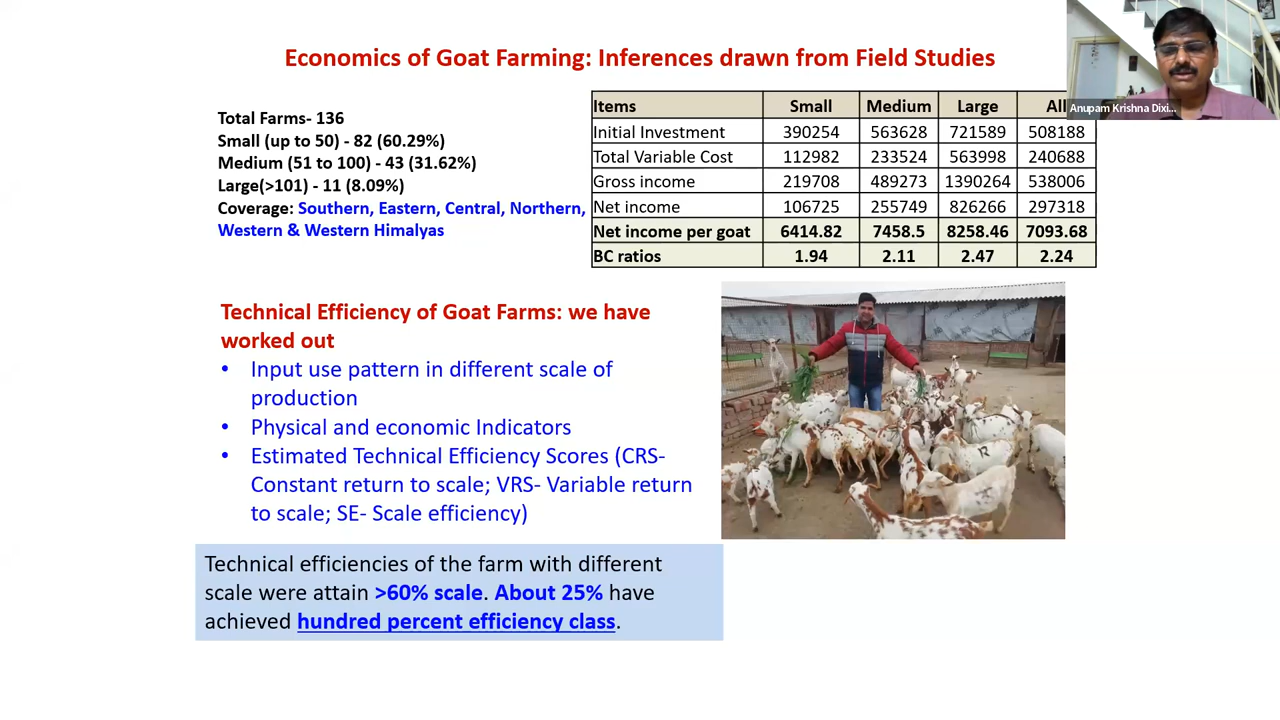 Economics of Goat Farming: Inferences drawn from Field Studies
Anupam Krishna Dixi...
Total Farms- 136
Small (up to 50) - 82 (60.29%)
Medium (51 to 100) - 43 (31.62%)
Large(>101) - 11 (8.09%)
Coverage: Southern, Eastern, Central, Northern,
Western & Western Himalyas
Items Small Medium Large All
Initial Investment 390254 563628 721589 508188
Total Variable Cost 112982 233524 563998 240688
Gross income 219708 489273 1390264 538006
Net income 106725 255749 826266 297318
Net income per goat 6414.82 7458.5 8258.46 7093.68
BC ratios 1.94 2.11 2.47 2.24
Technical Efficiency of Goat Farms: we have
worked out
• Input use pattern in different scale of
production
• Physical and economic Indicators
• Estimated Technical Efficiency Scores (CRS-
Constant return to scale; VRS- Variable return
to scale; SE- Scale efficiency)
Technical efficiencies of the farm with different
scale were attain >60% scale. About 25% have
achieved hundred percent efficiency class.